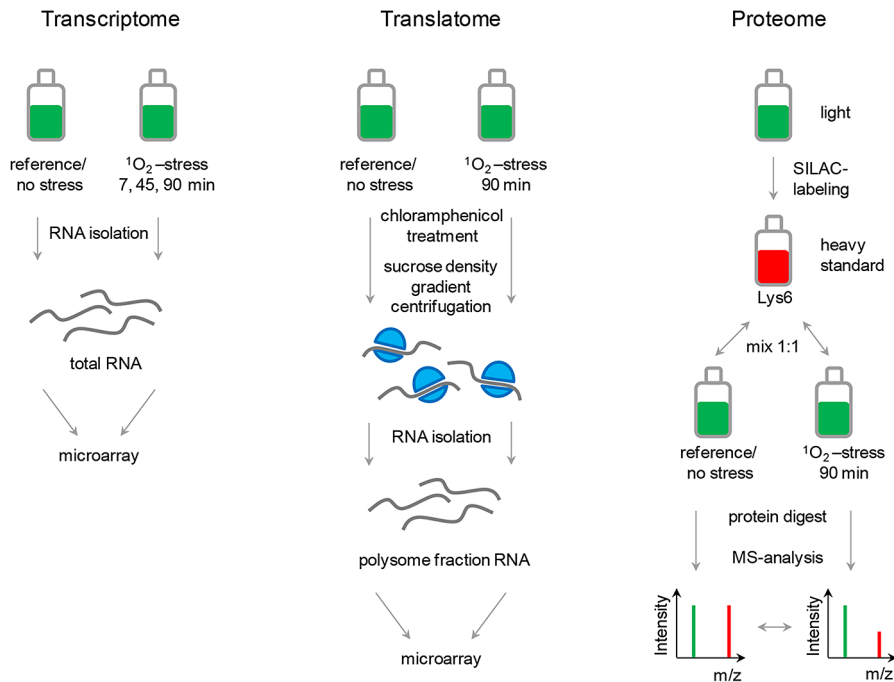 Transcriptome
reference/
no stress
¹O₂–stress
7, 45, 90 min
RNA isolation
total RNA
microarray
Translatome
reference/
no stress
¹O₂–stress
90 min
chloramphenicol
treatment
sucrose density
gradient
centrifugation
RNA isolation
polysome fraction RNA
microarray
Proteome
light
SILAC-
labeling
heavy
standard
Lys6
mix 1:1
reference/
no stress
¹O₂–stress
90 min
protein digest
MS-analysis
Intensity
m/z
Intensity
m/z